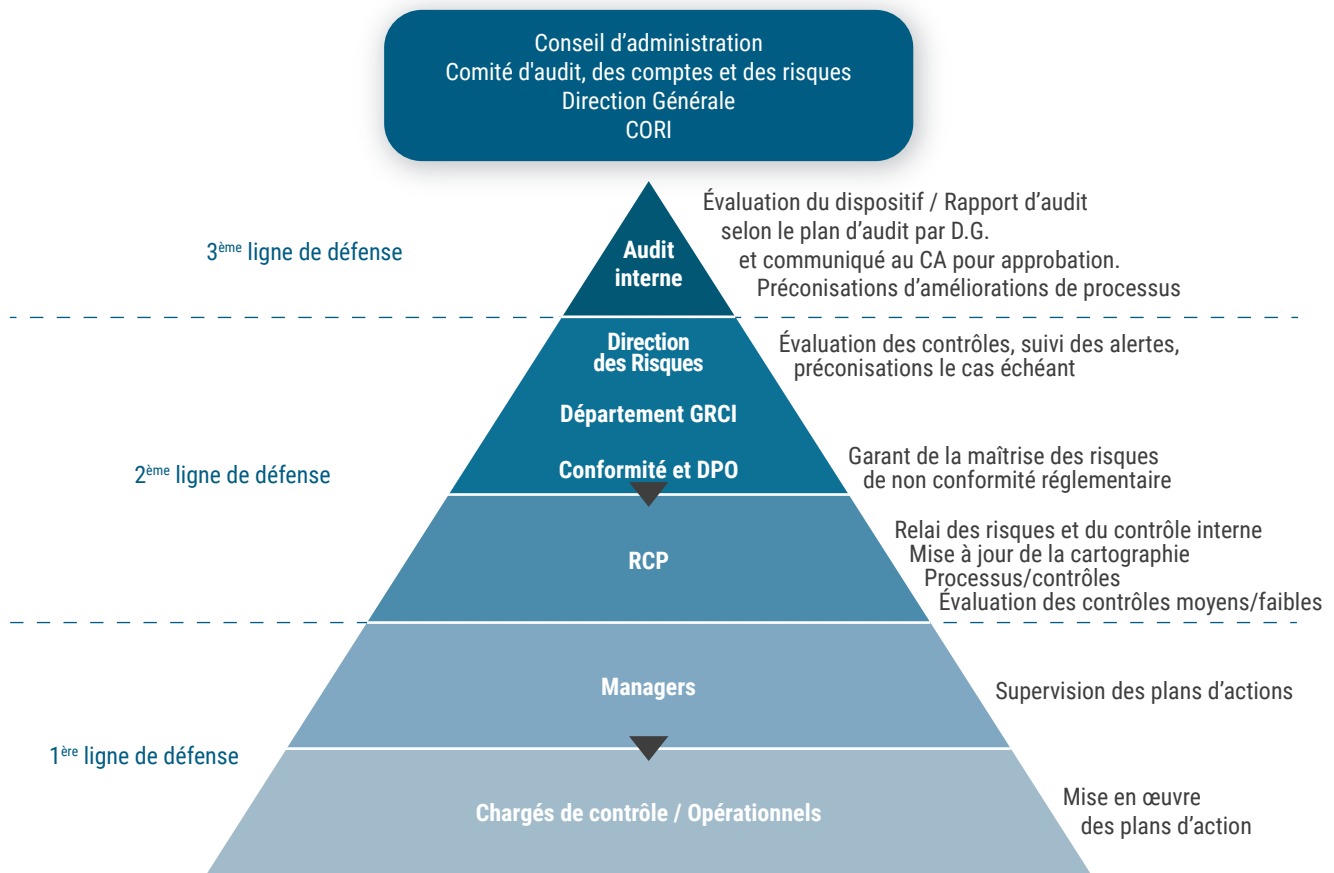 Conseil d’administration
Comité d'audit, des comptes et des risques
Direction Générale
CORI
3ème ligne de défense
Audit
interne
Évaluation du dispositif / Rapport d’audit
selon le plan d’audit par D.G.
et communiqué au CA pour approbation.
Préconisations d’améliorations de processus
2ème ligne de défense
Direction
des Risques
Évaluation des contrôles, suivi des alertes,
préconisations le cas échéant
Département GRCI
Conformité et DPO
Garant de la maîtrise des risques
de non conformité réglementaire
RCP
Relai des risques et du contrôle interne
Mise à jour de la cartographie
Processus/contrôles
Évaluation des contrôles moyens/faibles
1ère ligne de défense
Managers
Supervision des plans d’actions
Chargés de contrôle / Opérationnels
Mise en œuvre
des plans d’action